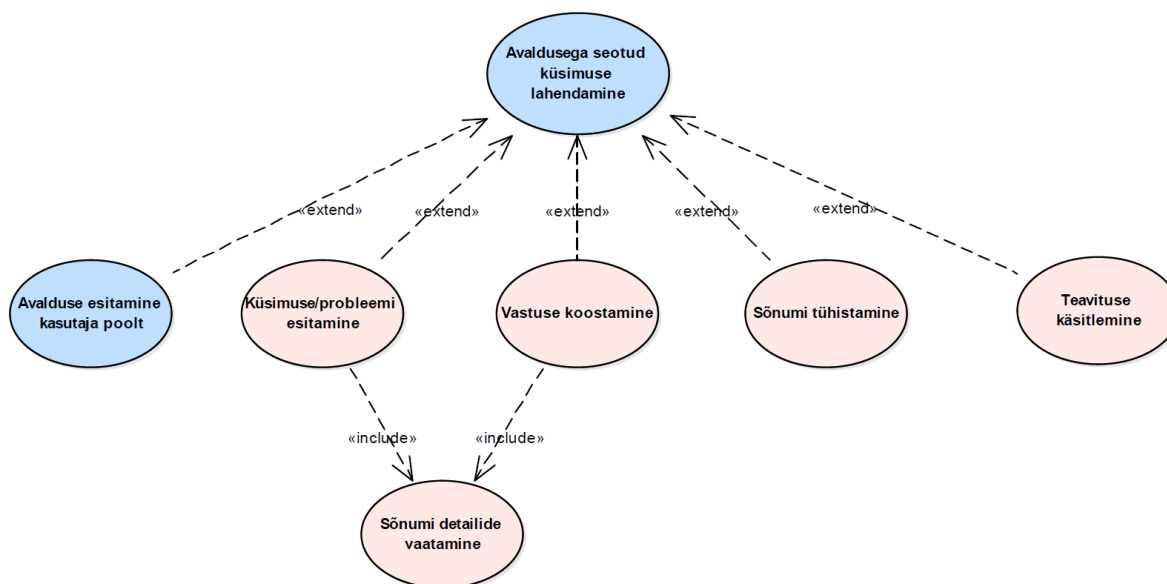 Avaldusega seotud
küsimuse
lahendamine
«extend»
«extend»
«extend»
«extend»
«extend»
Avalduse esitamine
kasutaja poolt
Küsimuse/probleemi
esitamine
Vastuse koostamine
Sõnumi tühistamine
Teavituse
käsitlemine
«include»
«include»
Sõnumi detailide
vaatamine